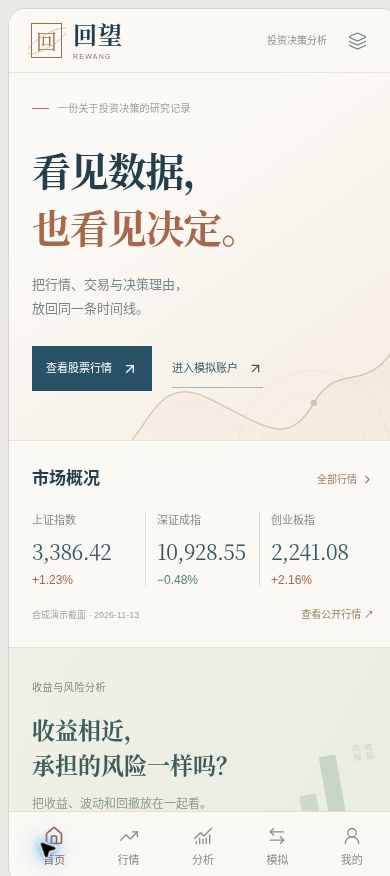 回 回望
REWANG
投资决策分析
一份关于投资决策的研究记录
看见数据，
也看见决定。
把行情、交易与决策理由，
放回同一条时间线。
查看股票行情
进入模拟账户
市场概况
全部行情
上证指数 深证成指 创业板指
3,386.42 10,928.55 2,241.08
+1.23% −0.48% +2.16%
合成演示截面 · 2026-11-13
查看公开行情 ↗
收益与风险分析
收益相近，
承担的风险一样吗？
把收益、波动和回撤放在一起看。
收益
风险
首页 行情 分析 模拟 我的